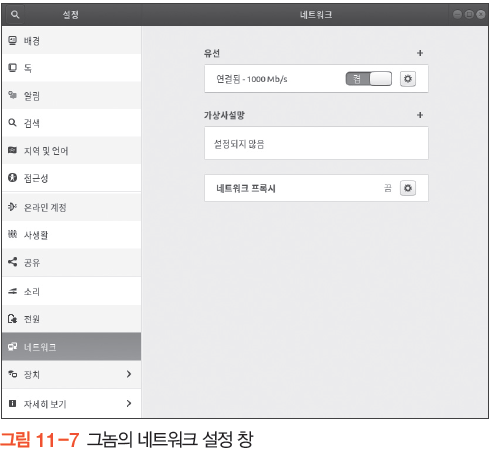 설정
네트워크
배경
독
알림
검색
지역 및 언어
접근성
온라인 계정
사생활
공유
소리
전원
네트워크
장치
자세히 보기
유선 +
연결됨 - 1000 Mb/s 켬
가상사설망 +
설정되지 않음
네트워크 프록시 끔
그림 11-7 그놈의 네트워크 설정 창